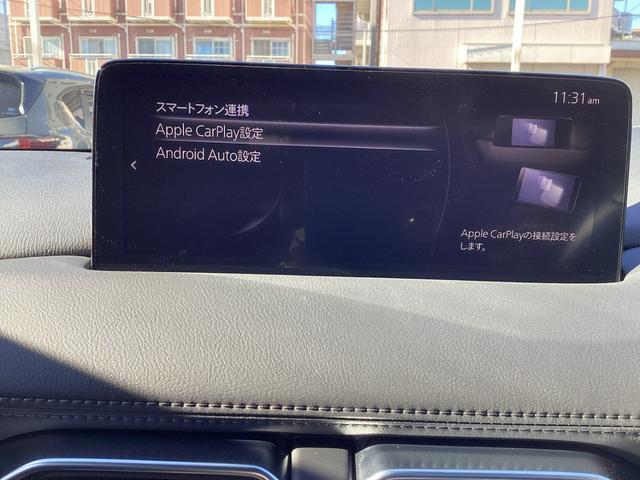 11:31 am
スマートフォン連携
Apple CarPlay設定
Android Auto設定
Apple CarPlayの接続設定を
します。